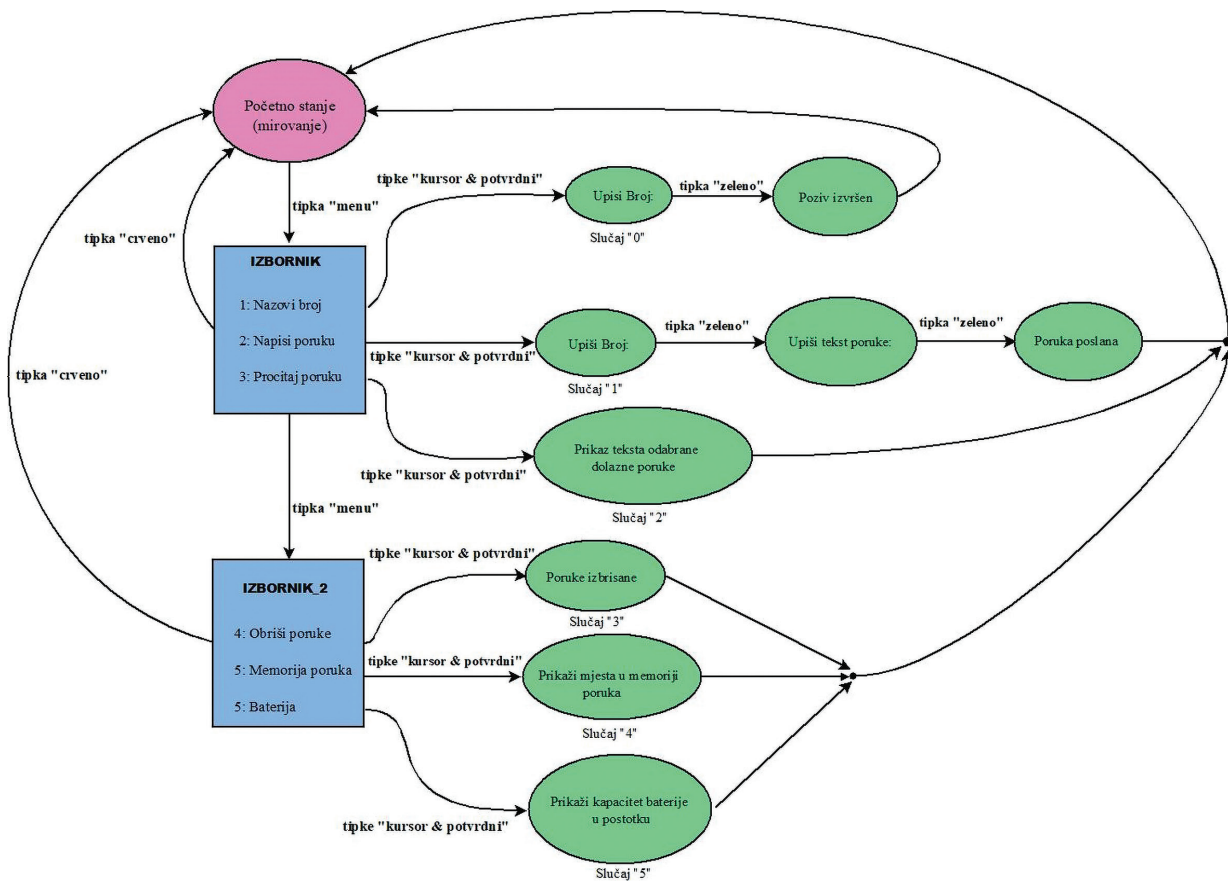 Početno stanje
(mirovanje)
tipke "kursor & potvrdni"
Upisi Broj:
tipka "zeleno"
Poziv izvršen
Slučaj "0"
tipka "menu"
tipka "crveno"
IZBORNIK
1: Nazovi broj
2: Napisi poruku
3: Procitaj poruku
tipke "kursor & potvrdni"
Upiši Broj:
tipka "zeleno"
Upiši tekst poruke:
tipka "zeleno"
Poruka poslana
Slučaj "1"
tipka "crveno"
Prikaz teksta odabrane
dolazne poruke
tipke "kursor & potvrdni"
Slučaj "2"
tipka "menu"
tipke "kursor & potvrdni"
Poruke izbrisane
Slučaj "3"
IZBORNIK_2
4: Obriši poruke
5: Memorija poruka
5: Baterija
tipke "kursor & potvrdni"
Prikaži mjesta u memoriji
poruka
Slučaj "4"
Prikaži kapacitet baterije
u postotku
tipke "kursor & potvrdni"
Slučaj "5"